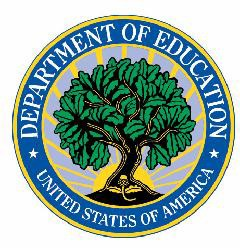 DEPARTMENT OF EDUCATION
UNITED STATES OF AMERICA